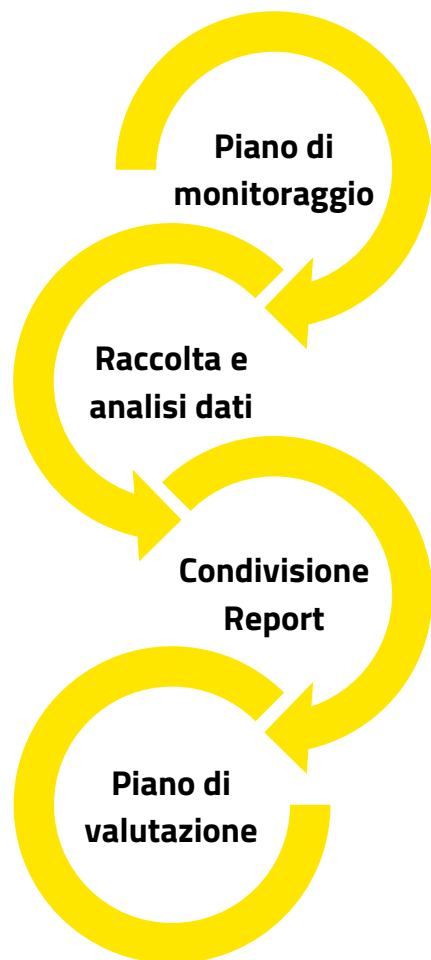 Piano di
monitoraggio
Raccolta e
analisi dati
Condivisione
Report
Piano di
valutazione